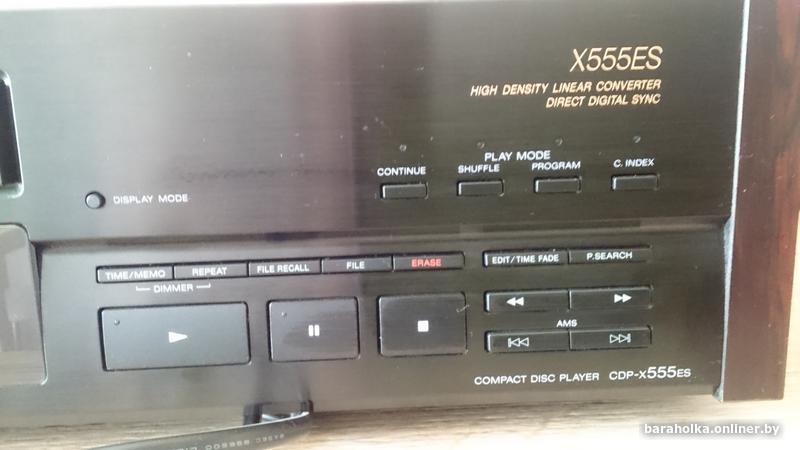 X555ES
HIGH DENSITY LINEAR CONVERTER
DIRECT DIGITAL SYNC
PLAY MODE
CONTINUE SHUFFLE PROGRAM C. INDEX
DISPLAY MODE
TIME/MEMO REPEAT FILE RECALL FILE ERASE
DIMMER
EDIT/TIME FADE P.SEARCH
AMS
COMPACT DISC PLAYER CDP-X555ES
baraholka.onliner.by